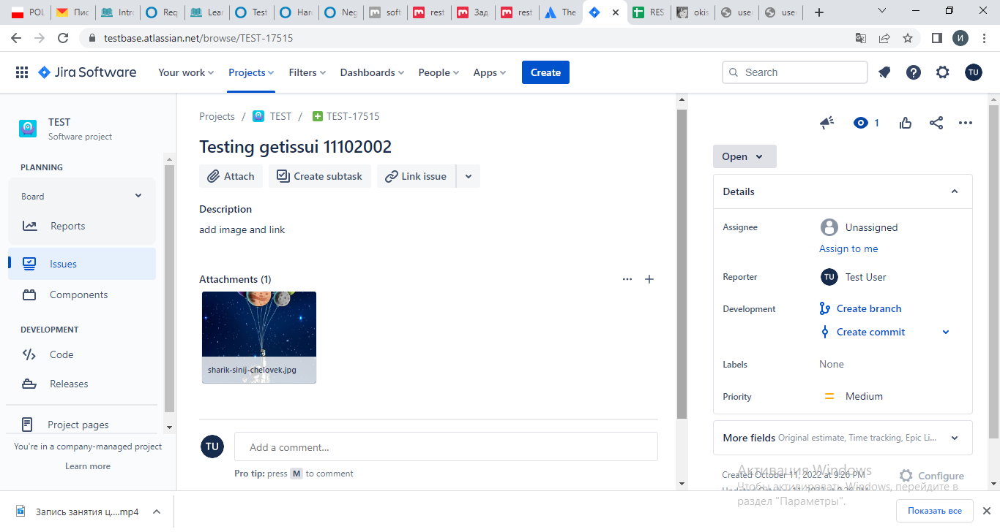 POL
Пис
Intro
Req
Lear
Test
Har
Neg
soft
rest
Зад
rest
The
RES
okis
use
use
testbase.atlassian.net/browse/TEST-17515
И
Jira Software
Your work
Projects
Filters
Dashboards
People
Apps
Create
Search
TU
TEST
Software project
PLANNING
Board
Reports
Issues
Components
DEVELOPMENT
Code
Releases
Project pages
You're in a company-managed project
Learn more
Projects / TEST / TEST-17515
Testing getissui 11102002
Attach
Create subtask
Link issue
Description
add image and link
Attachments (1)
sharik-sinij-chelovek.jpg
TU
Add a comment...
Pro tip: press M to comment
1
Open
Details
Assignee
Unassigned
Assign to me
Reporter
TU
Test User
Development
Create branch
Create commit
Labels
None
Priority
Medium
More fields Original estimate, Time tracking, Epic Li...
Created October 11, 2022 at 9:26 PM
Configure
Активация Windows
Чтобы активировать Windows, перейдите в
раздел "Параметры".
Запись занятия ц....mp4
Показать все